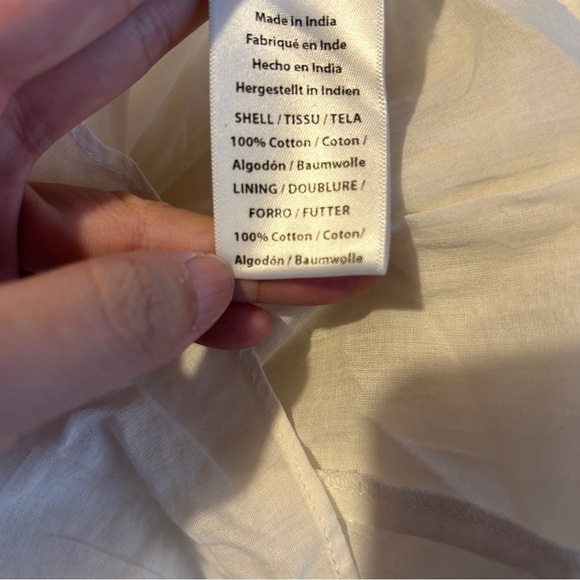 Made in India
Fabriqué en Inde
Hecho en India
Hergestellt in Indien
SHELL / TISSU / TELA
100% Cotton / Coton /
Algodón / Baumwolle
LINING / DOUBLURE /
FORRO / FUTTER
100% Cotton / Coton/
Algodón / Baumwolle